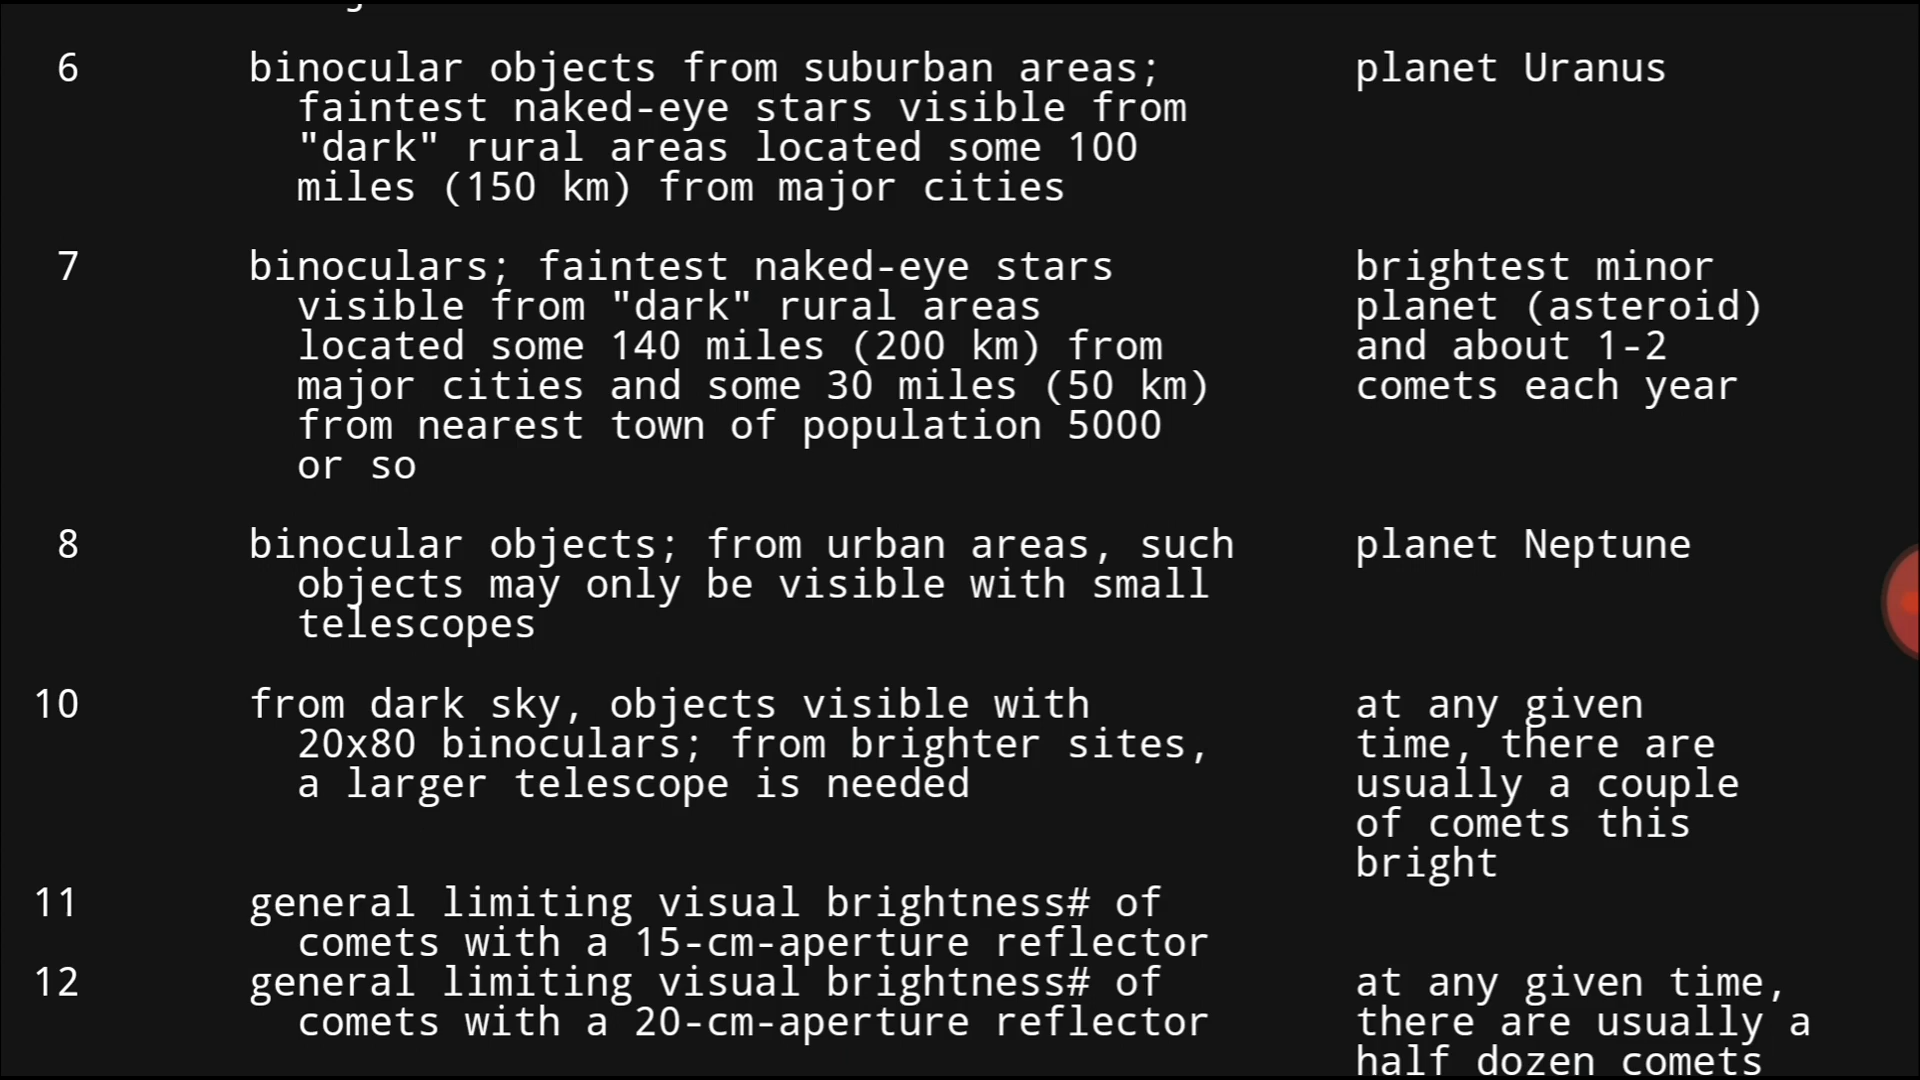 6 binocular objects from suburban areas; planet Uranus
faintest naked-eye stars visible from
"dark" rural areas located some 100
miles (150 km) from major cities
7 binoculars; faintest naked-eye stars brightest minor
visible from "dark" rural areas planet (asteroid)
located some 140 miles (200 km) from and about 1-2
major cities and some 30 miles (50 km) comets each year
from nearest town of population 5000
or so
8 binocular objects; from urban areas, such planet Neptune
objects may only be visible with small
telescopes
10 from dark sky, objects visible with at any given
20x80 binoculars; from brighter sites, time, there are
a larger telescope is needed usually a couple
of comets this
bright
11 general limiting visual brightness# of
comets with a 15-cm-aperture reflector
12 general limiting visual brightness# of at any given time,
comets with a 20-cm-aperture reflector there are usually a
half dozen comets